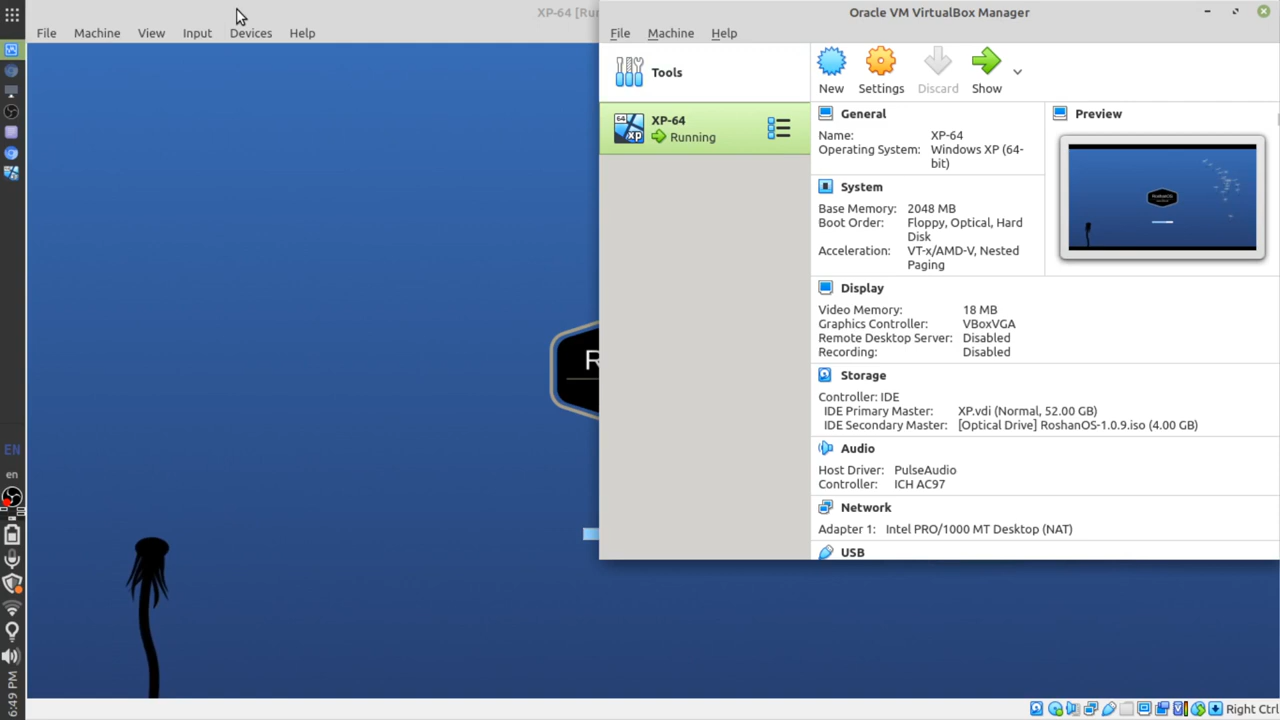 XP-64 [Ru
File Machine View Input Devices Help
R
EN
en
6:49 PM
Oracle VM VirtualBox Manager
File Machine Help
Tools
New Settings Discard Show
64
xp
XP-64
Running
General
Name: XP-64
Operating System: Windows XP (64-
bit)
System
Base Memory: 2048 MB
Boot Order: Floppy, Optical, Hard
Disk
Acceleration: VT-x/AMD-V, Nested
Paging
Preview
Display
Video Memory: 18 MB
Graphics Controller: VBoxVGA
Remote Desktop Server: Disabled
Recording: Disabled
Storage
Controller: IDE
IDE Primary Master: XP.vdi (Normal, 52.00 GB)
IDE Secondary Master: [Optical Drive] RoshanOS-1.0.9.iso (4.00 GB)
Audio
Host Driver: PulseAudio
Controller: ICH AC97
Network
Adapter 1: Intel PRO/1000 MT Desktop (NAT)
USB
Right Ctrl